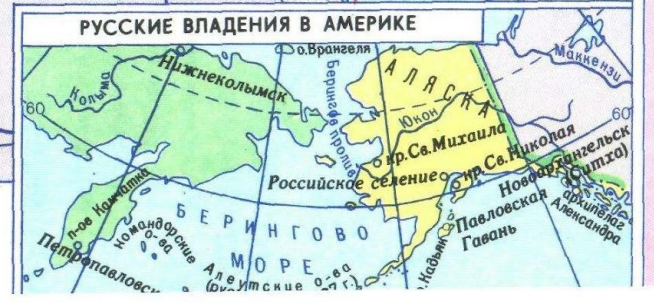 РУССКИЕ ВЛАДЕНИЯ В АМЕРИКЕ
о.Врангеля
Нижнеколымск
Колыма
Берингов пролив
АЛЯСКА
Маккензи
60
60
Юкон
кр.Св.Михаила
кр.Св.Николая
Российское селение
Новоархангельск
(Ситха)
архипелаг
Александра
Павловская
Гавань
о.Кадьяк
п-ов Камчатка
Командорские
о-ва
БЕРИНГОВО
МОРЕ
Алеутские о-ва